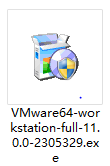 VMware64-wor
kstation-full-11.
0.0-2305329.ex
e